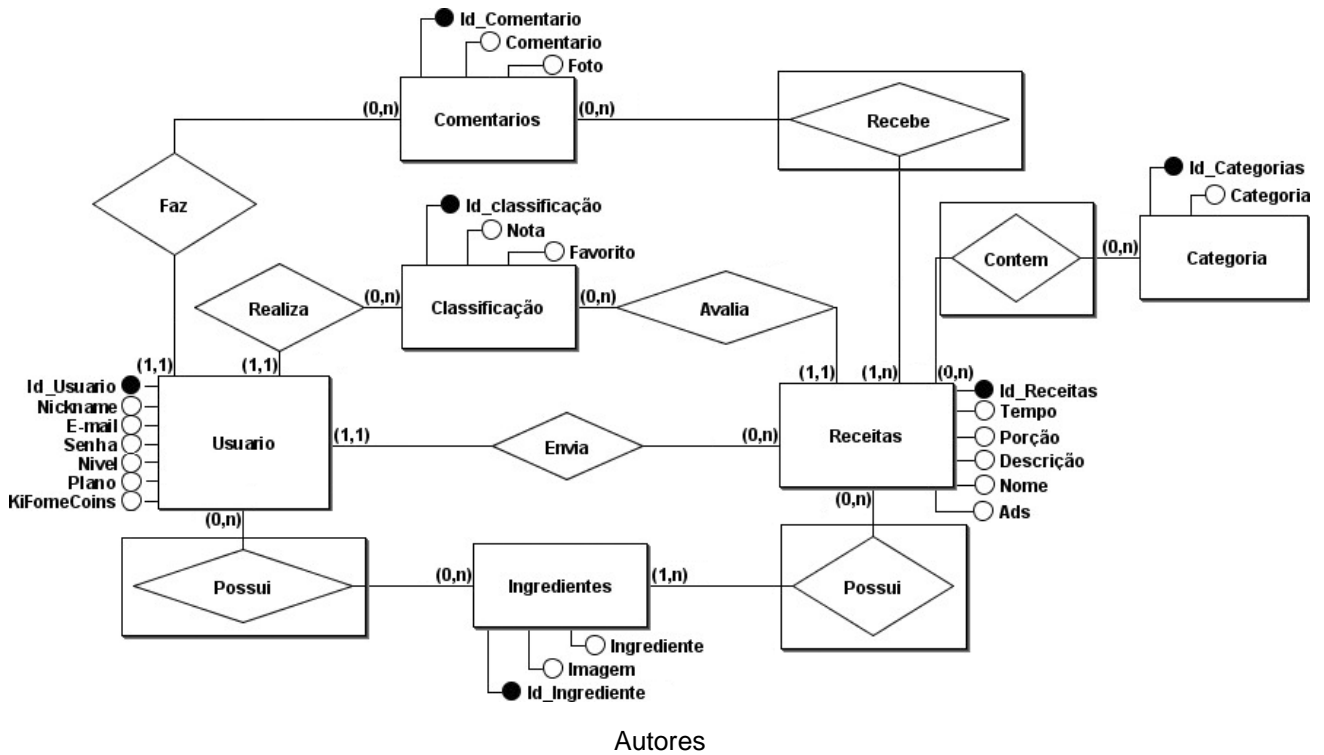 Id_Comentario
Comentario
Foto
(0,n)
Comentarios
(0,n)
Recebe
Id_Categorias
Categoria
Faz
Id_classificação
Nota
Favorito
Contem
(0,n)
Categoria
Realiza
(0,n)
Classificação
(0,n)
Avalia
(1,1)
(1,1)
(1,1)
(1,n)
(0,n)
Id_Usuario
Nickname
E-mail
Senha
Nivel
Plano
KiFomeCoins
Usuario
(1,1)
Envia
(0,n)
Receitas
Id_Receitas
Tempo
Porção
Descrição
Nome
Ads
(0,n)
(0,n)
Possui
(0,n)
Ingredientes
(1,n)
Possui
Ingrediente
Imagem
Id_Ingrediente
Autores